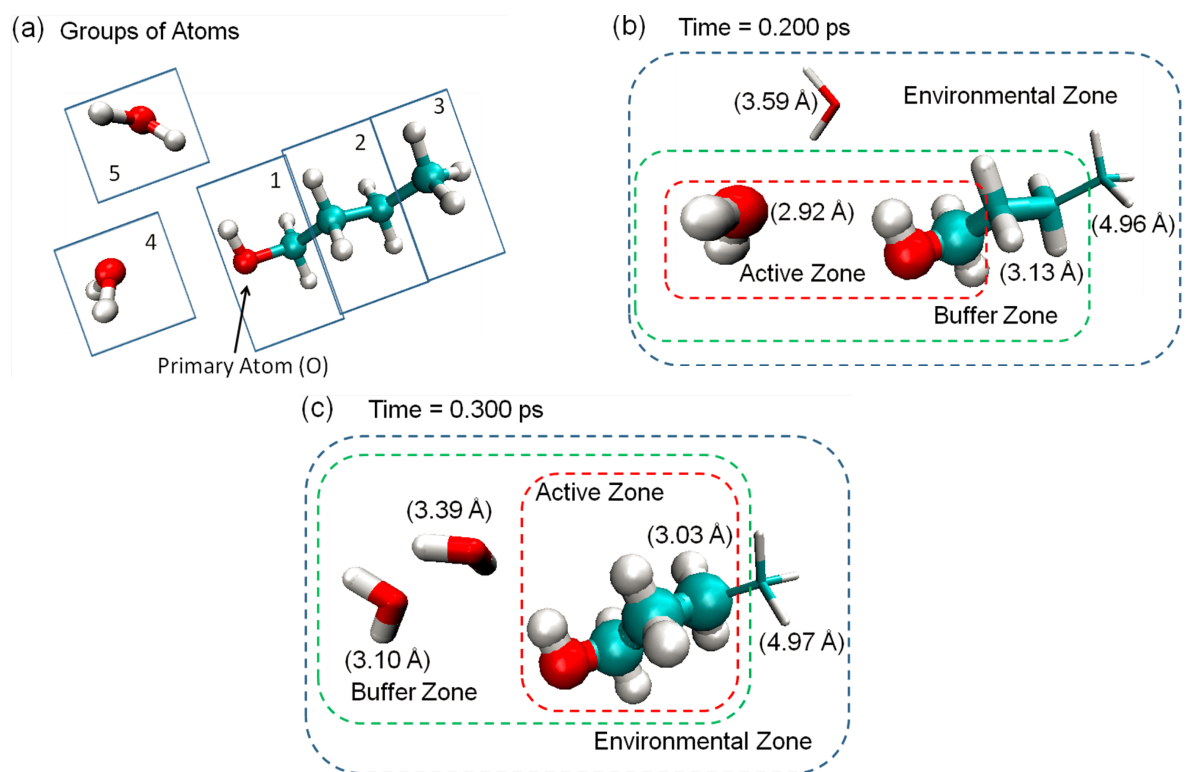 (a) Groups of Atoms
3
2
1
5
4
Primary Atom (O)
(b) Time = 0.200 ps
Environmental Zone
(3.59 Å)
(2.92 Å)
(4.96 Å)
Active Zone
(3.13 Å)
Buffer Zone
(c) Time = 0.300 ps
Active Zone
(3.39 Å)
(3.03 Å)
(4.97 Å)
(3.10 Å)
Buffer Zone
Environmental Zone